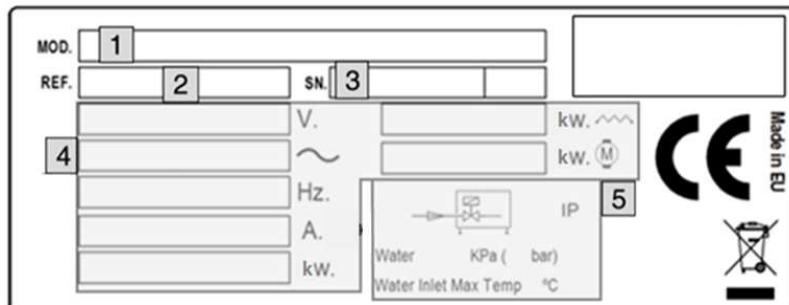 MOD. 1
REF. 2 SN. 3
V. kw.
4 kw. M
Hz. 5
IP
A.
Water KPa ( bar)
kw.
Water Inlet Max Temp ºC
CE
Made in EU